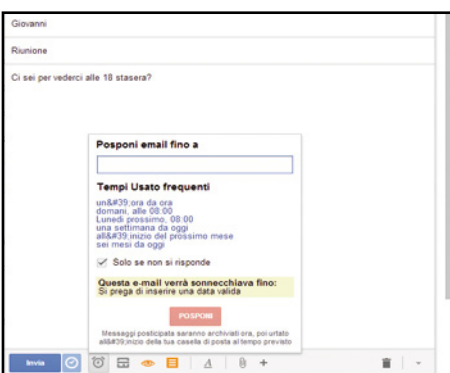 Giovanni
Riunione
Ci sei per vederci alle 18 stasera?
Posponi email fino a
Tempi Usato frequenti
un&#39;ora da ora
domani, alle 08:00
Lunedi prossimo, 08:00
una settimana da oggi
all&#39;inizio del prossimo mese
sei mesi da oggi
Solo se non si risponde
Questa e-mail verrà sonnecchiava fino:
Si prega di inserire una data valida
POSPONI
Messaggi posticipata saranno archiviati ora, poi urtato
all&#39;inizio della tua casella di posta al tempo previsto
Invia
A